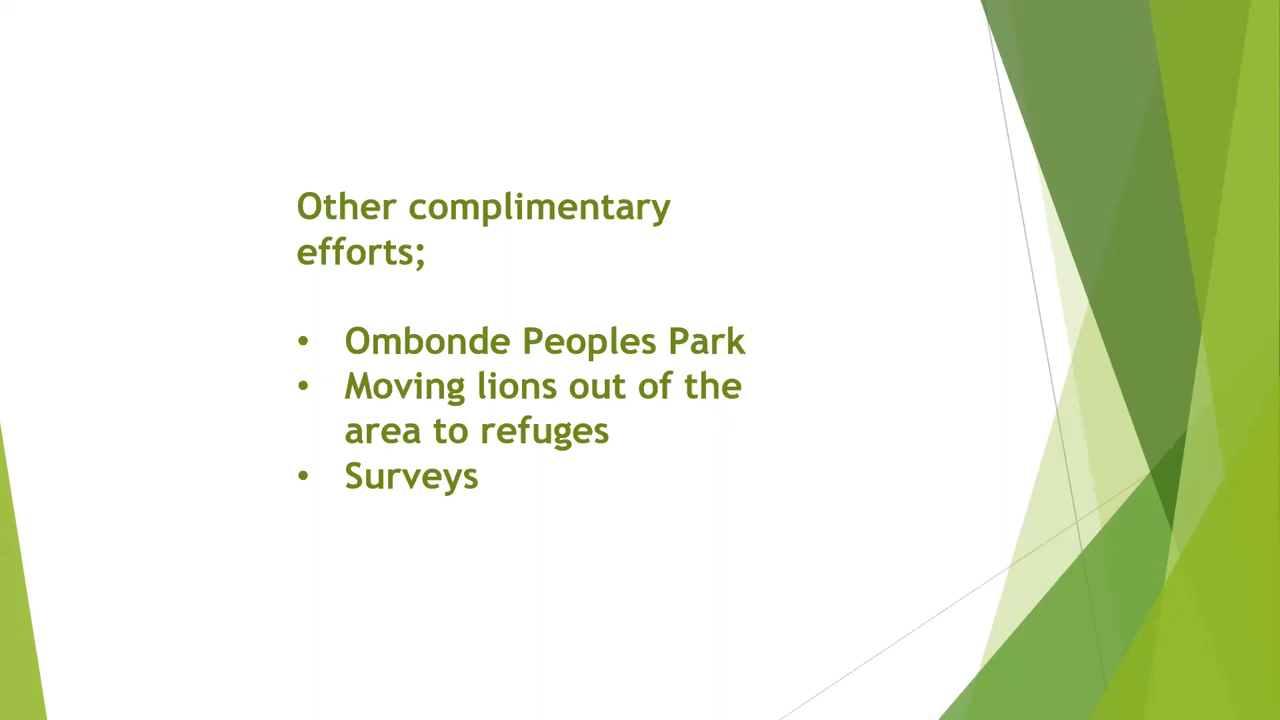 Other complimentary
efforts;
• Ombonde Peoples Park
• Moving lions out of the
area to refuges
• Surveys